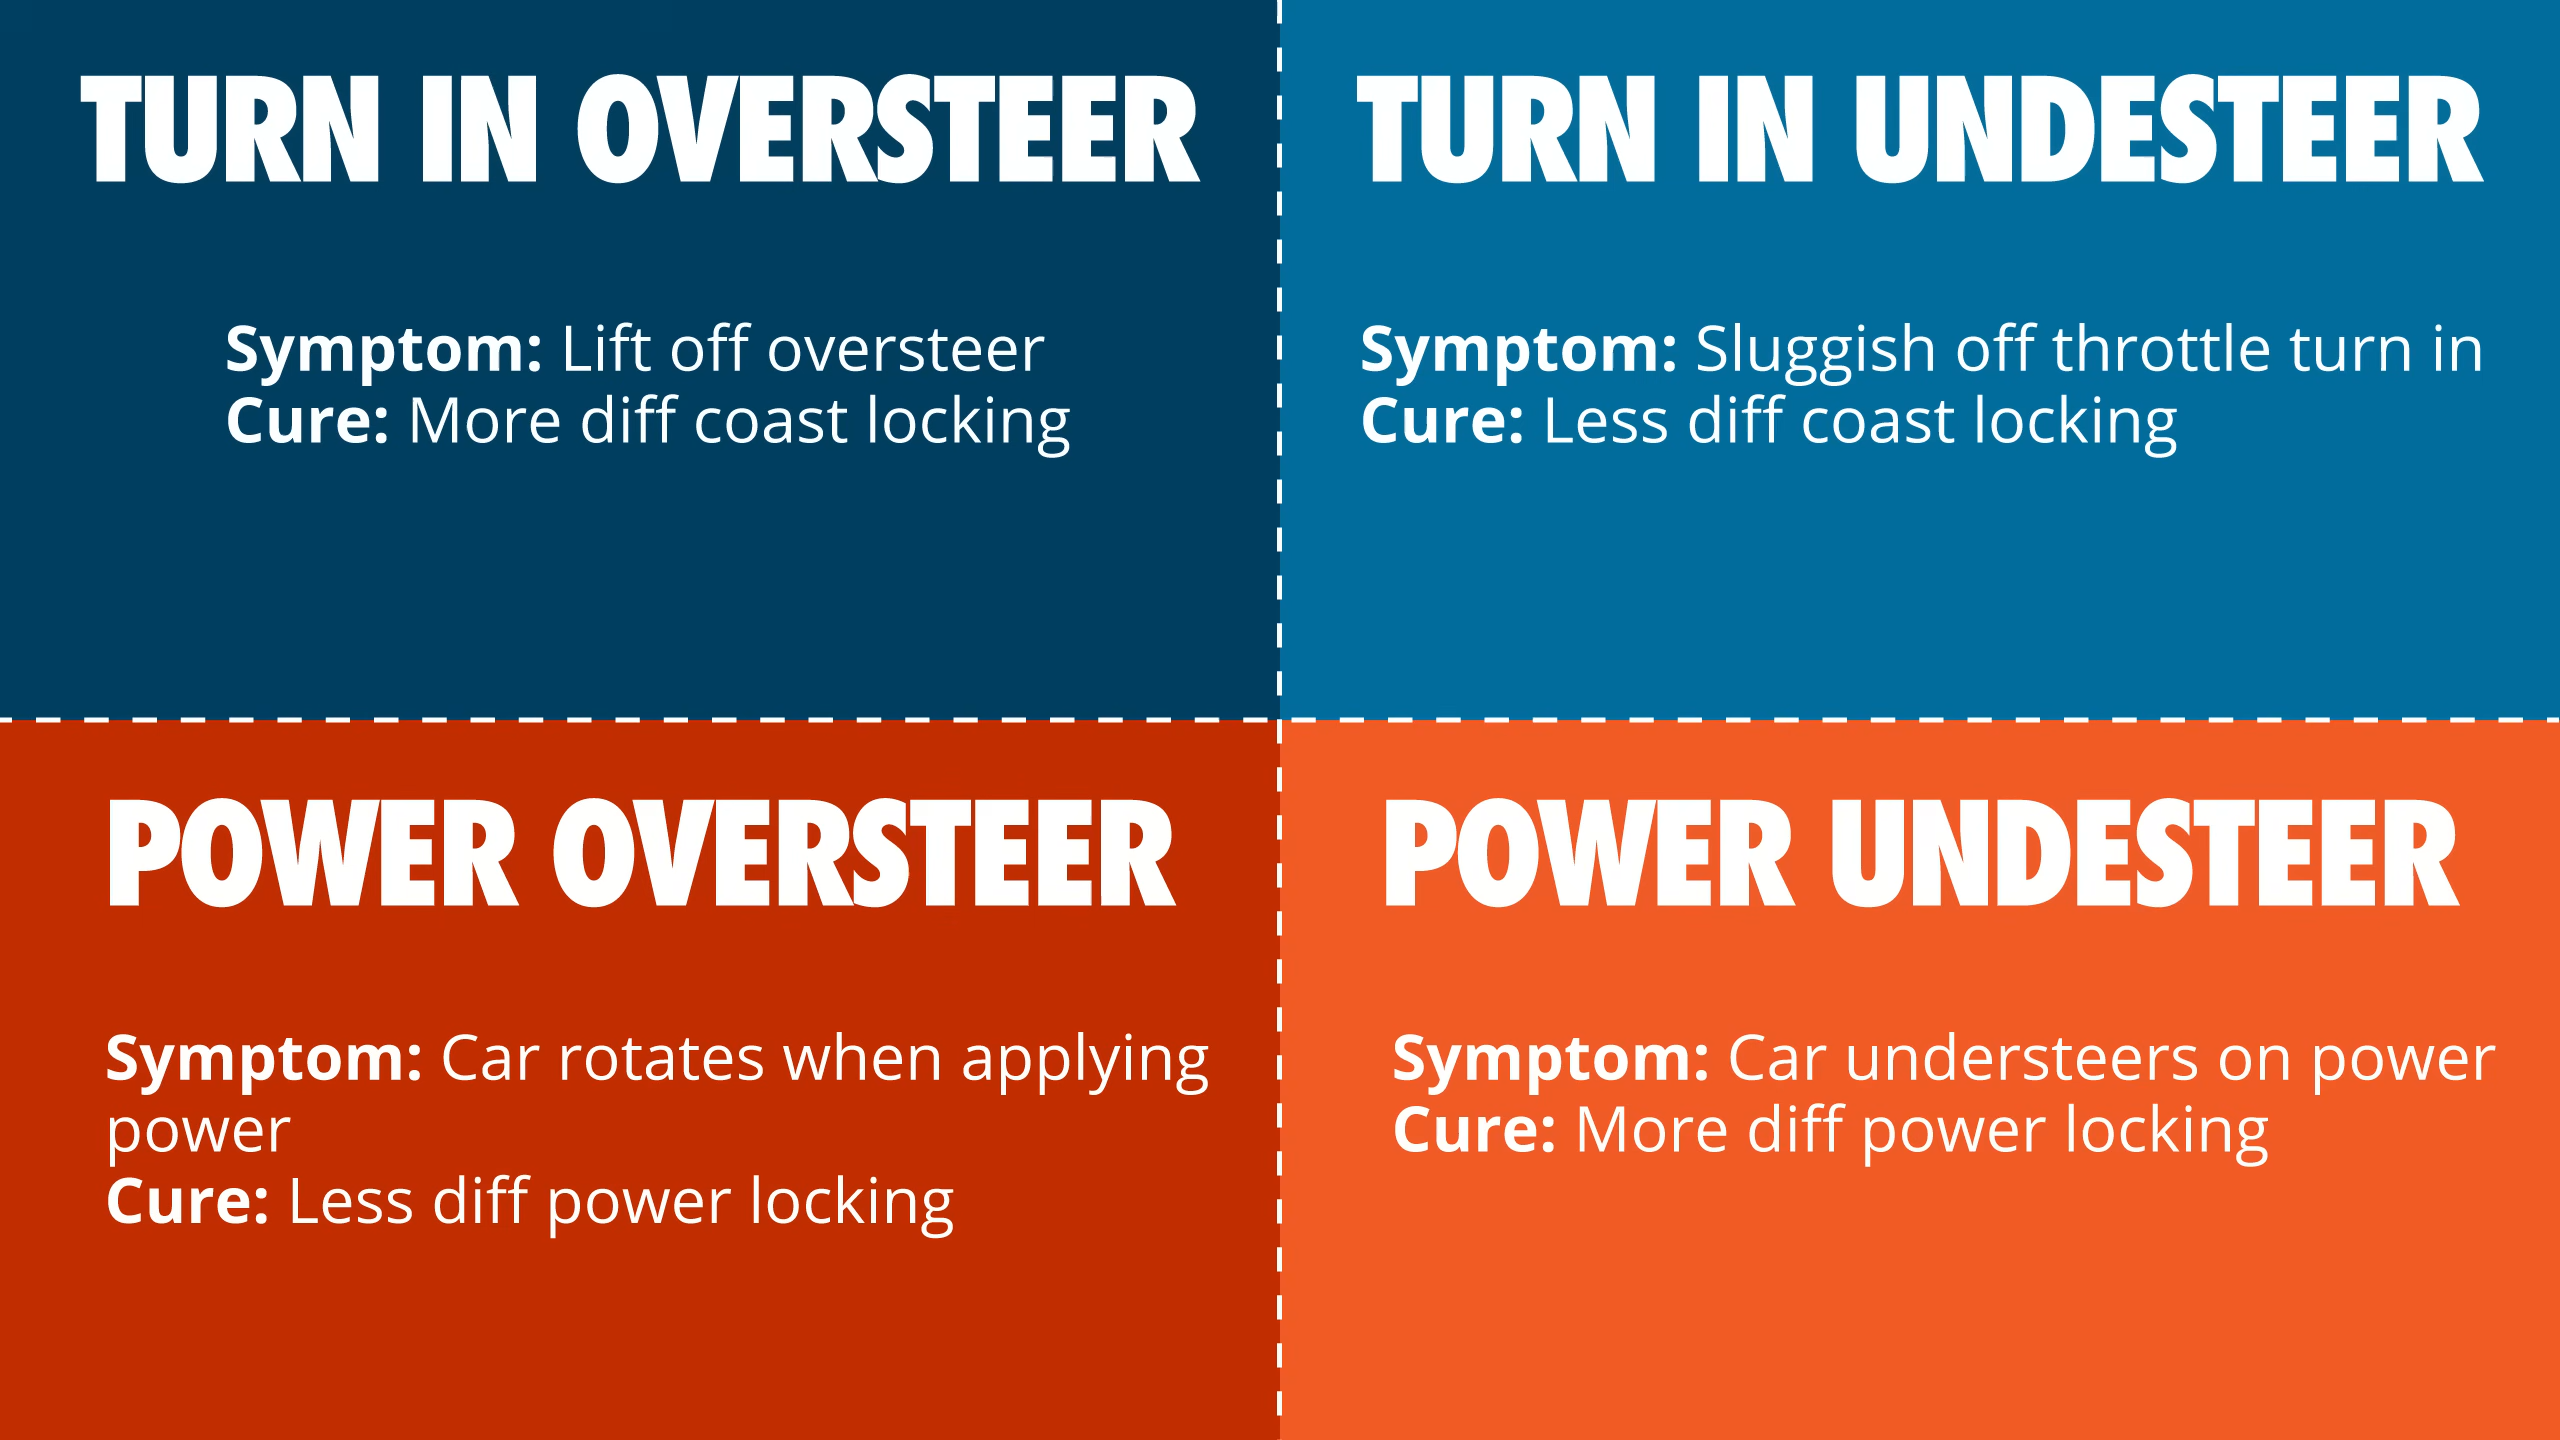 TURN IN OVERSTEER
Symptom: Lift off oversteer
Cure: More diff coast locking
TURN IN UNDESTEER
Symptom: Sluggish off throttle turn in
Cure: Less diff coast locking
POWER OVERSTEER
Symptom: Car rotates when applying
power
Cure: Less diff power locking
POWER UNDESTEER
Symptom: Car understeers on power
Cure: More diff power locking